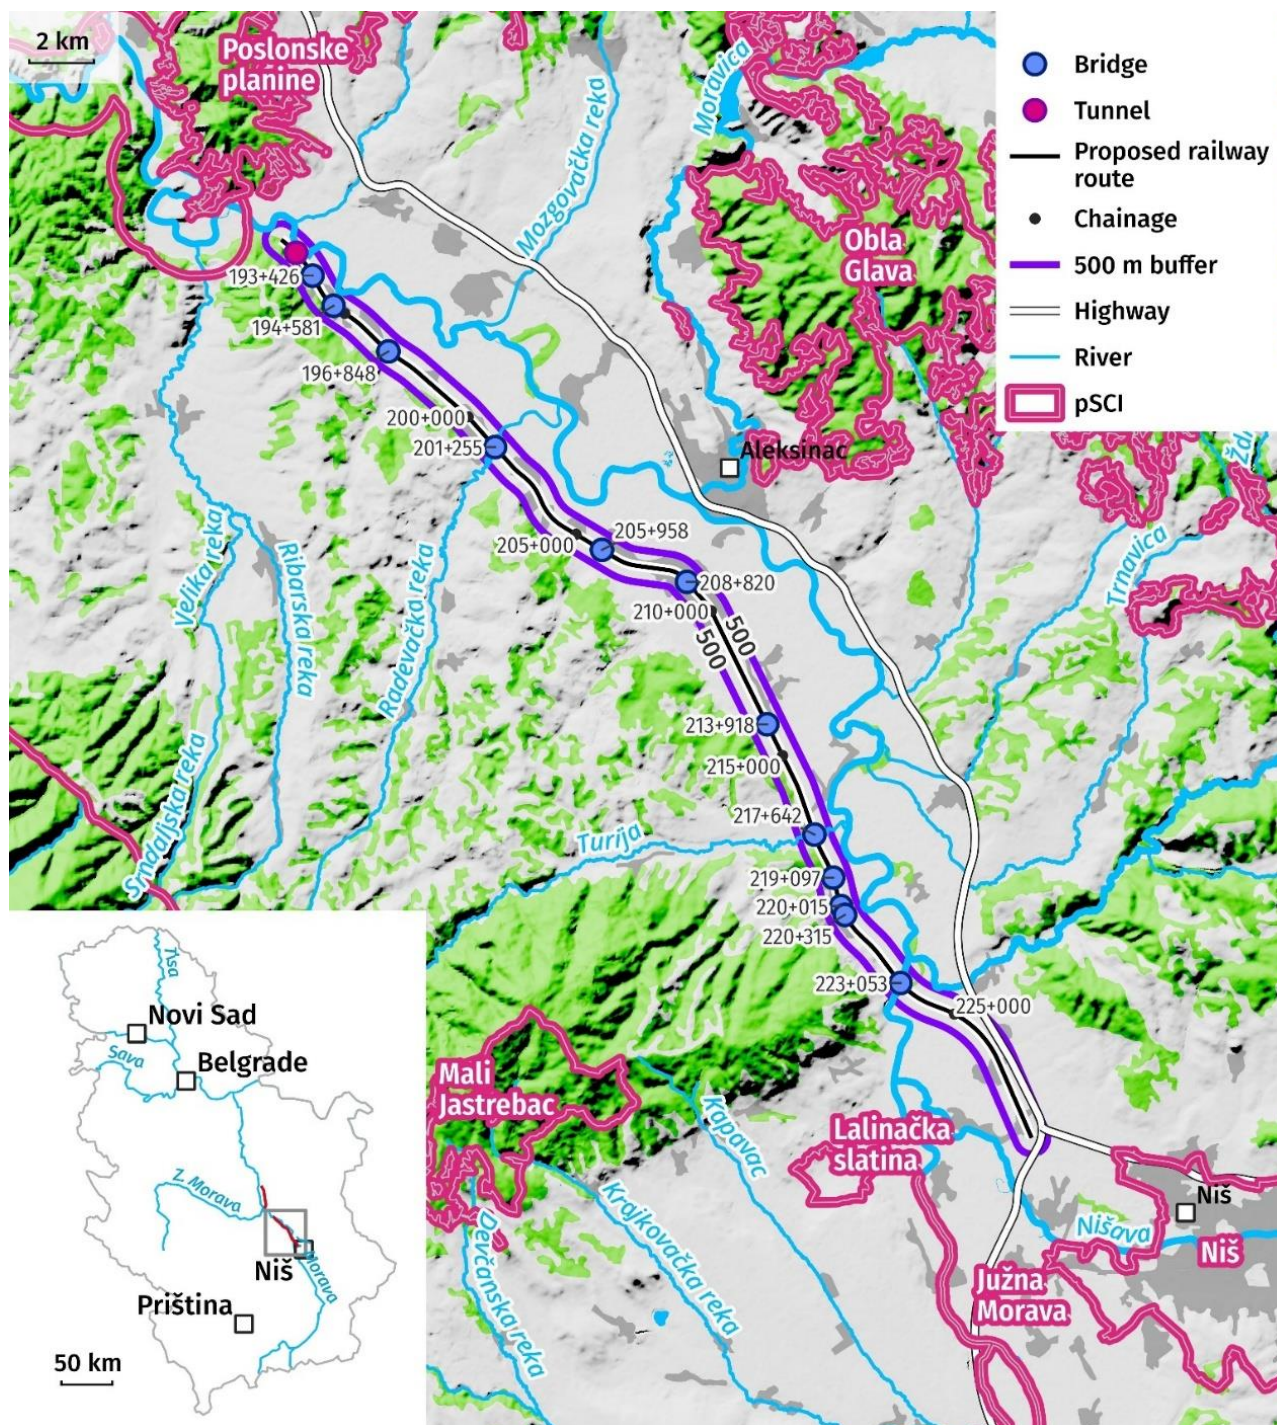 2 km
Poslonske
planine
Moravica
Mozgovačka reka
Obla
Glava
Bridge
Tunnel
Proposed railway
route
Chainage
500 m buffer
Highway
River
pSCI
193+426
194+581
196+848
200+000
201+255
Aleksinac
205+958
205+000
208+820
210+000
500
500
Velika reka
Ribarska reka
Radevačka reka
Trnavica
213+918
215+000
217+642
Turija
Srndaljska reka
219+097
220+015
220+315
223+053
225+000
Mali
Jastrebac
Kapavac
Lalinačka
slatina
Krajkovačka reka
Devčanska reka
Niš
Nišava
Niš
Južna
Morava
Tisa
Novi Sad
Sava
Belgrade
Z. Morava
Niš
Morava
Priština
50 km